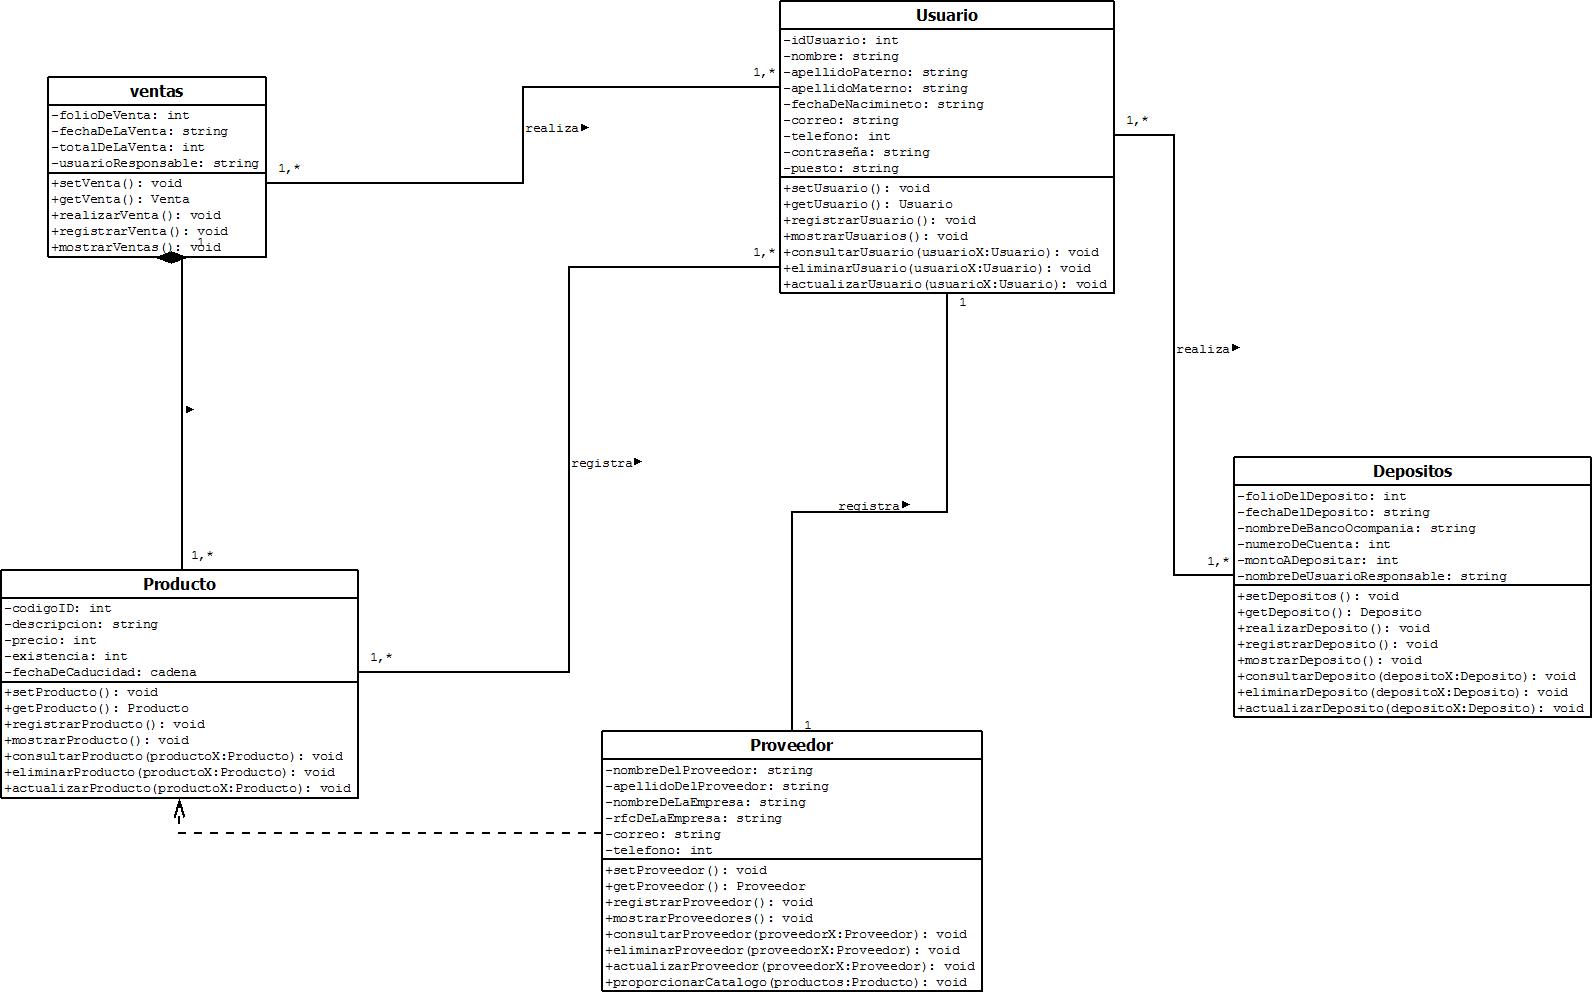 Usuario
-idUsuario: int
-nombre: string
-apellidoPaterno: string
-apellidoMaterno: string
-fechaDeNacimineto: string
-correo: string
-telefono: int
-contraseña: string
-puesto: string
+setUsuario(): void
+getUsuario(): Usuario
+registrarUsuario(): void
+mostrarUsuarios(): void
+consultarUsuario(usuarioX:Usuario): void
+eliminarUsuario(usuarioX:Usuario): void
+actualizarUsuario(usuarioX:Usuario): void
ventas
-folioDeVenta: int
-fechaDeLaVenta: string
-totalDeLaVenta: int
-usuarioResponsable: string
+setVenta(): void
+getVenta(): Venta
+realizarVenta(): void
+registrarVenta(): void
+mostrarVentas(): void
1
1,*
realiza
1,*
1,*
1,*
realiza
1,*
1
registra
registra
1,*
1,*
1
Depositos
-folioDelDeposito: int
-fechaDelDeposito: string
-nombreDeBancoOcompania: string
-numeroDeCuenta: int
-montoADepositar: int
-nombreDeUsuarioResponsable: string
+setDepositos(): void
+getDeposito(): Deposito
+realizarDeposito(): void
+registrarDeposito(): void
+mostrarDeposito(): void
+consultarDeposito(depositoX:Deposito): void
+eliminarDeposito(depositoX:Deposito): void
+actualizarDeposito(depositoX:Deposito): void
Producto
-codigoID: int
-descripcion: string
-precio: int
-existencia: int
-fechaDeCaducidad: cadena
+setProducto(): void
+getProducto(): Producto
+registrarProducto(): void
+mostrarProducto(): void
+consultarProducto(productoX:Producto): void
+eliminarProducto(productoX:Producto): void
+actualizarProducto(productoX:Producto): void
Proveedor
-nombreDelProveedor: string
-apellidoDelProveedor: string
-nombreDeLaEmpresa: string
-rfcDeLaEmpresa: string
-correo: string
-telefono: int
+setProveedor(): void
+getProveedor(): Proveedor
+registrarProveedor(): void
+mostrarProveedores(): void
+consultarProveedor(proveedorX:Proveedor): void
+eliminarProveedor(proveedorX:Proveedor): void
+actualizarProveedor(proveedorX:Proveedor): void
+proporcionarCatalogo(productos:Producto): void